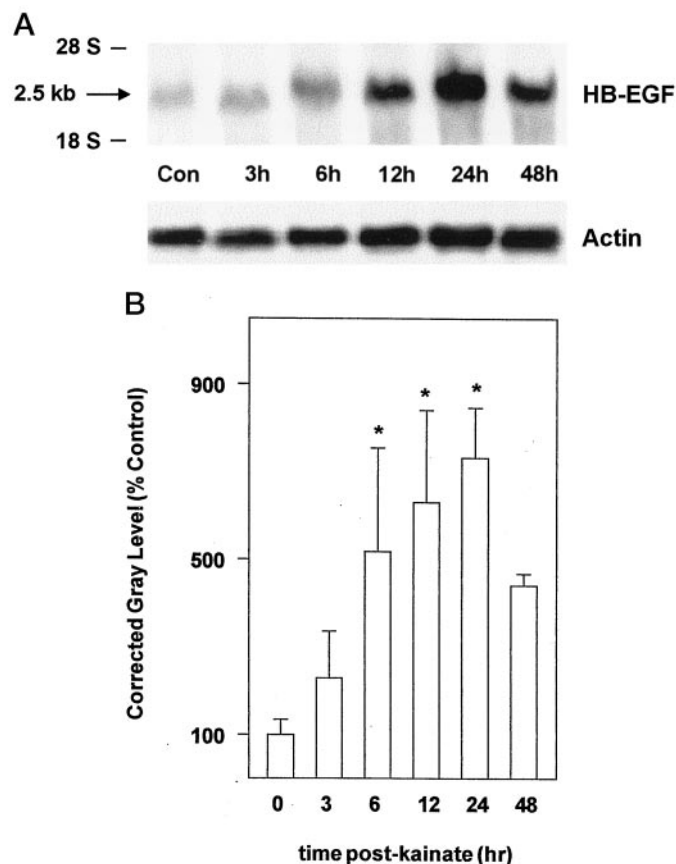 A
28 S
2.5 kb
HB-EGF
18 S
Con 3h 6h 12h 24h 48h
Actin
B
Corrected Gray Level (% Control)
900
* * *
500
100
0 3 6 12 24 48
time post-kainate (hr)